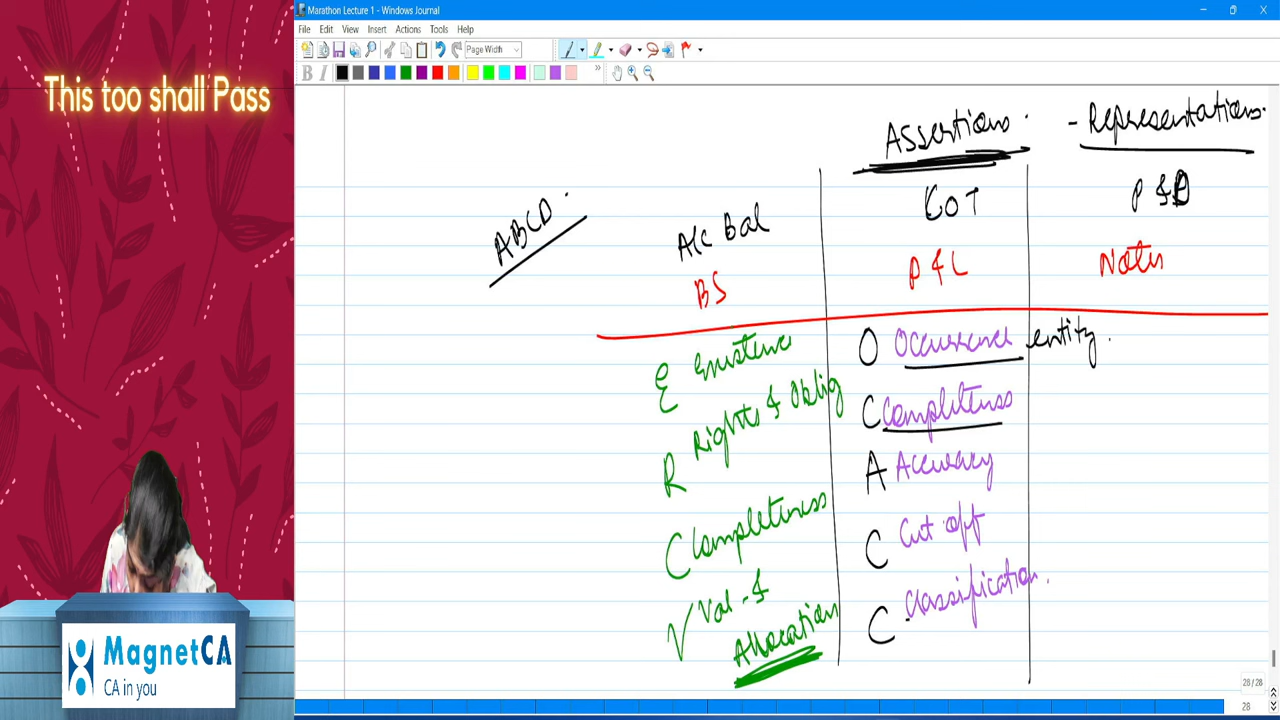 Marathon Lecture 1 - Windows Journal
File Edit View Insert Actions Tools Help
Page Width
This too shall Pass
Assertions - Representations
ABCD
A/c Bal COT P & D
BS P & L Notes
E Existence O Occurrence entity.
R Rights & Oblig C Completenss
A Accuracy
C Completeness C Cut off
V Val - & Allocation C Classification.
MagnetCA
CA in you
28 / 28
28